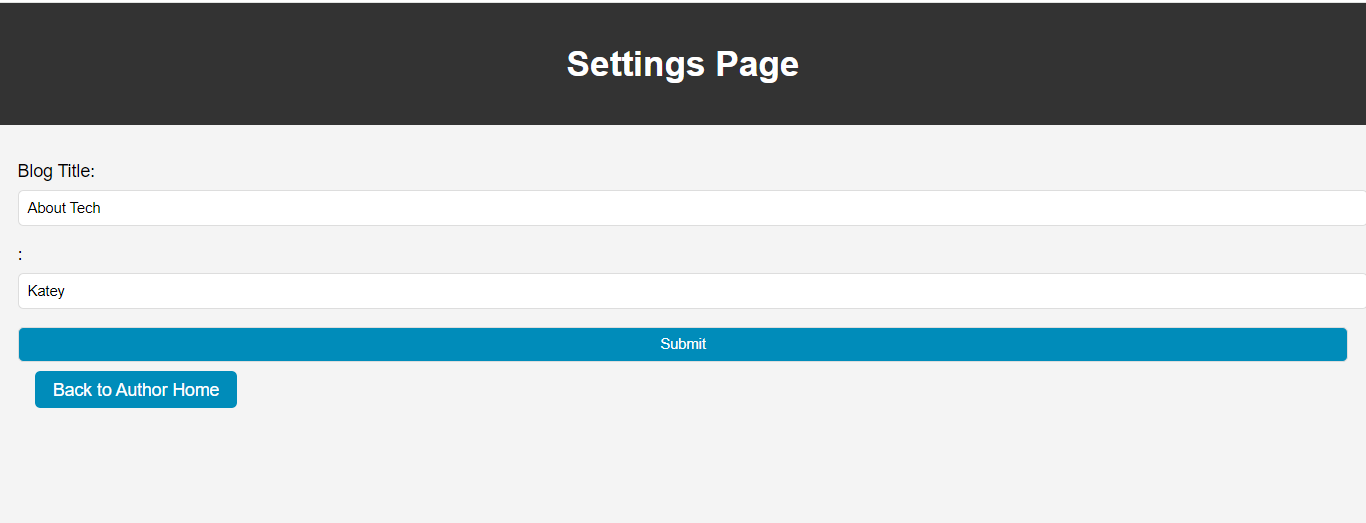 Settings Page
Blog Title:
About Tech
:
Katey
Submit
Back to Author Home